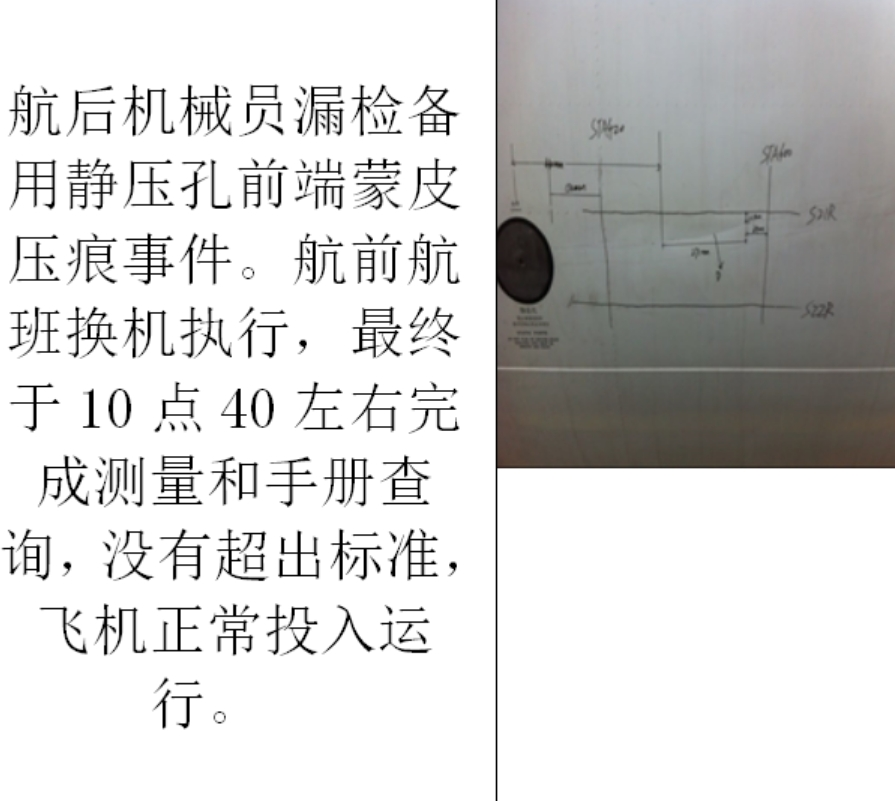 航后机械员漏检备
用静压孔前端蒙皮
压痕事件。航前航
班换机执行，最终
于 10 点 40 左右完
成测量和手册查
询，没有超出标准，
飞机正常投入运
行。
S21R
S22R